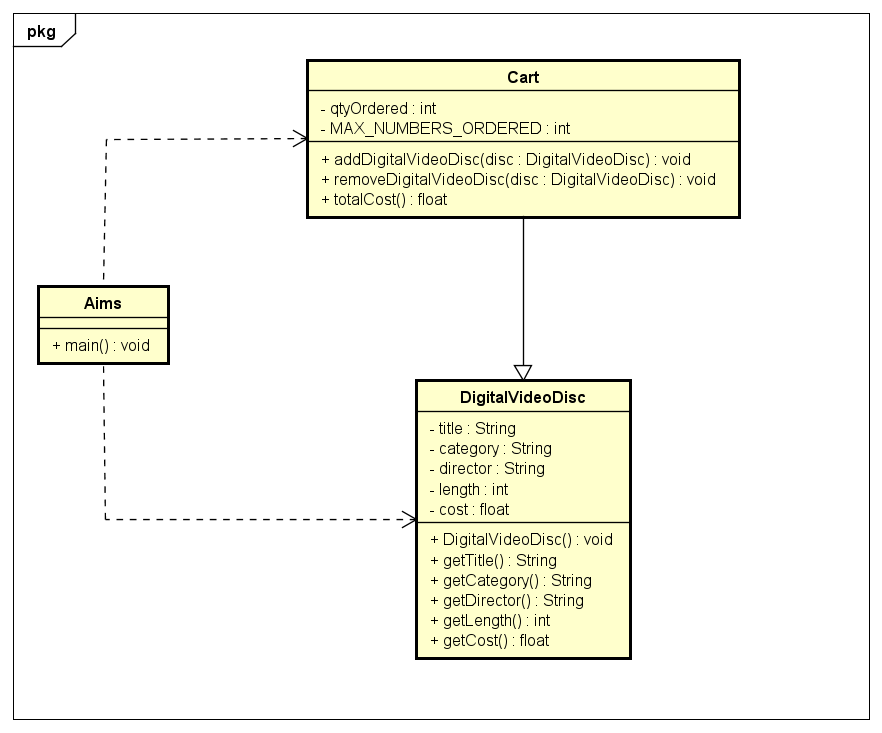 pkg
Cart
- qtyOrdered : int
- MAX_NUMBERS_ORDERED : int
+ addDigitalVideoDisc(disc : DigitalVideoDisc) : void
+ removeDigitalVideoDisc(disc : DigitalVideoDisc) : void
+ totalCost() : float
Aims
+ main() : void
DigitalVideoDisc
- title : String
- category : String
- director : String
- length : int
- cost : float
+ DigitalVideoDisc() : void
+ getTitle() : String
+ getCategory() : String
+ getDirector() : String
+ getLength() : int
+ getCost() : float